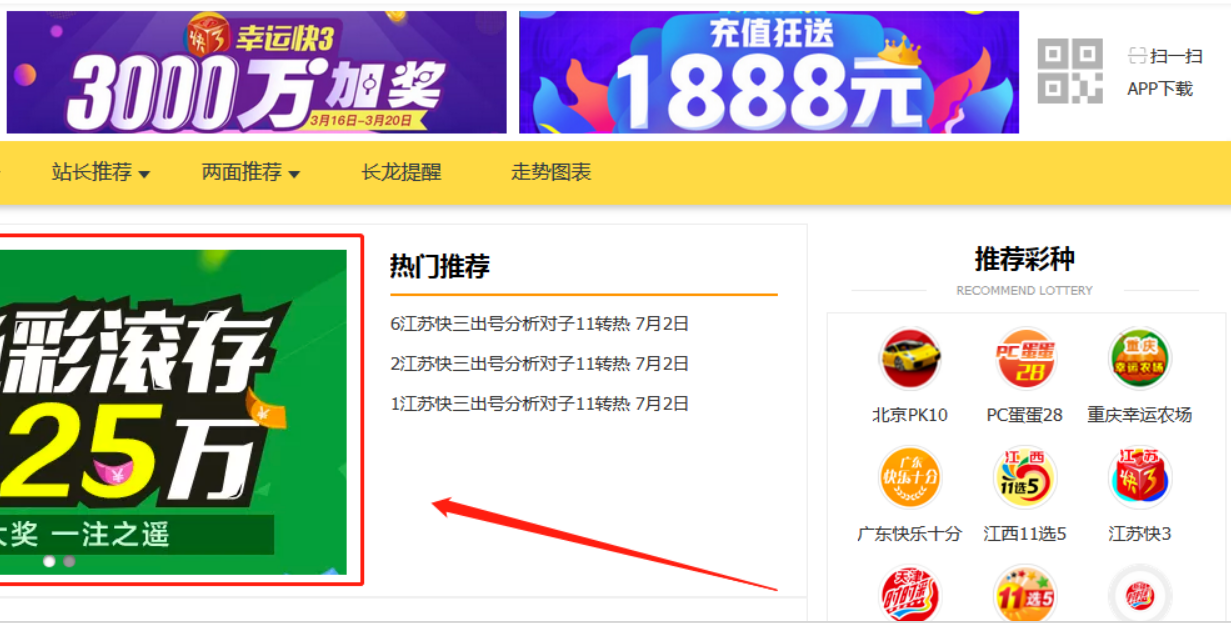 快3
幸运快3
3000万加奖
3月16日-3月20日
充值狂送
1888元
扫一扫
APP下载
站长推荐
两面推荐
长龙提醒
走势图表
彩滚存
25万
大奖 一注之遥
热门推荐
6江苏快三出号分析对子11转热 7月2日
2江苏快三出号分析对子11转热 7月2日
1江苏快三出号分析对子11转热 7月2日
推荐彩种
RECOMMEND LOTTERY
PC蛋蛋
28
重庆
幸运农场
北京PK10
PC蛋蛋28
重庆幸运农场
广东
快乐十分
江西
11选5
江苏
快3
广东快乐十分
江西11选5
江苏快3
天津
时时彩
11选5
时时彩